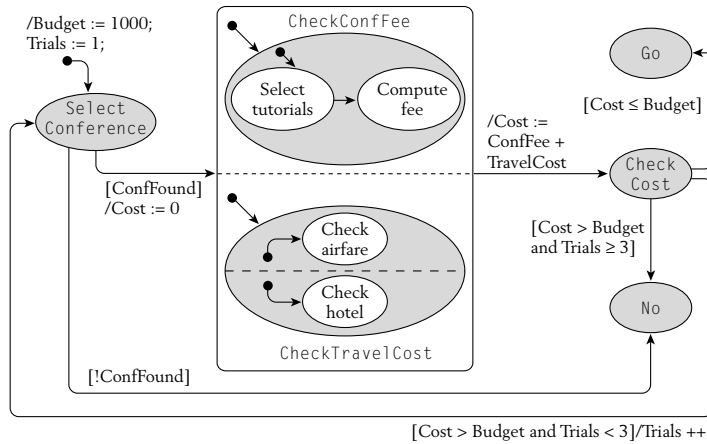 /Budget := 1000;
Trials := 1;
Select
Conference
[ConfFound]
/Cost := 0
[!ConfFound]
CheckConfFee
Select
tutorials
Compute
fee
Check
airfare
Check
hotel
CheckTravelCost
/Cost :=
ConfFee +
TravelCost
Go
[Cost ≤ Budget]
Check
Cost
[Cost > Budget
and Trials ≥ 3]
No
[Cost > Budget and Trials < 3]/Trials ++